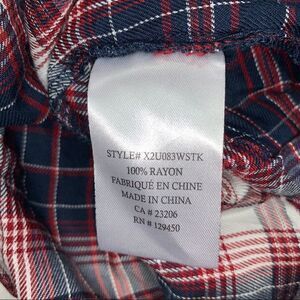 STYLE# X2U083WSTK
100% RAYON
FABRIQUÉ EN CHINE
MADE IN CHINA
CA # 23206
RN # 129450